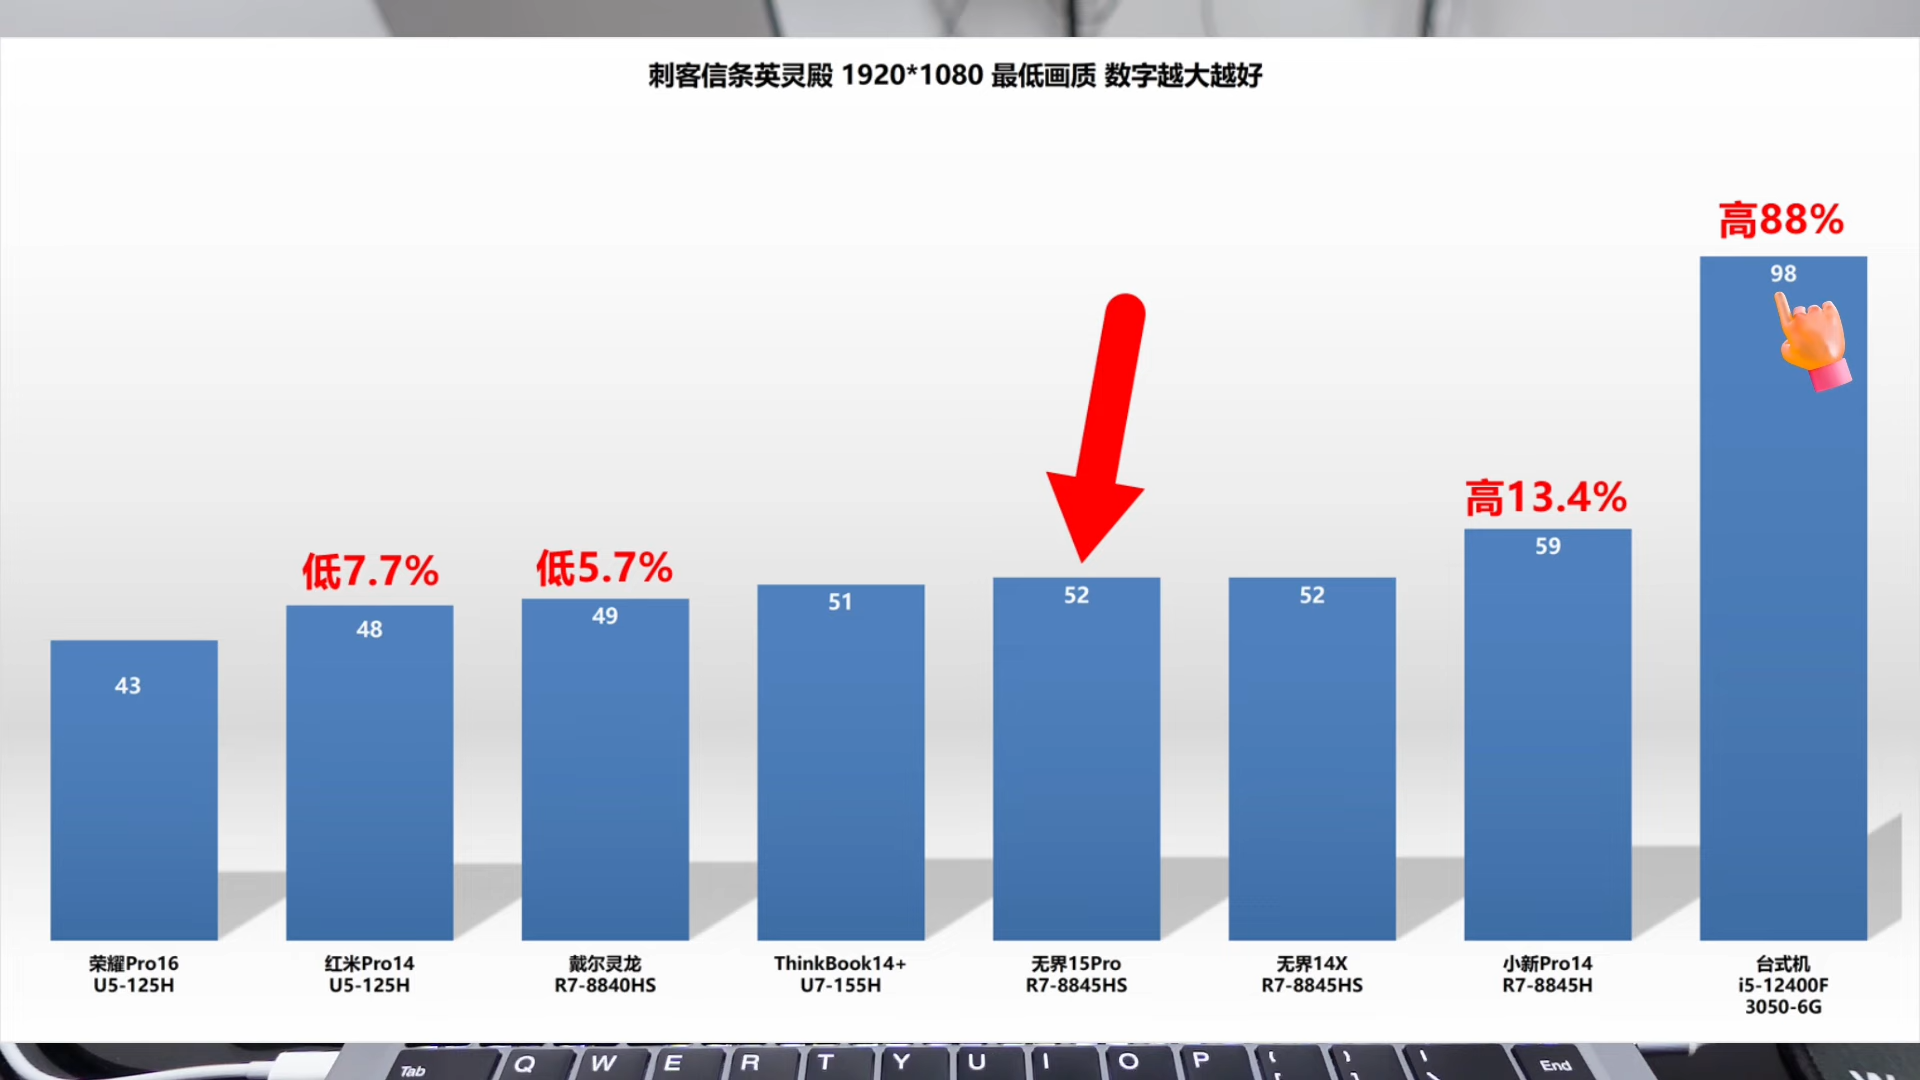 刺客信条英灵殿 1920*1080 最低画质 数字越大越好
高88%
98
高13.4%
59
低7.7%
低5.7%
48
49
51
52
52
43
荣耀Pro16
U5-125H
红米Pro14
U5-125H
戴尔灵龙
R7-8840HS
ThinkBook14+
U7-155H
无界15Pro
R7-8845HS
无界14X
R7-8845HS
小新Pro14
R7-8845H
台式机
i5-12400F
3050-6G
Tab Q W E R T Y U I O P { } \ End